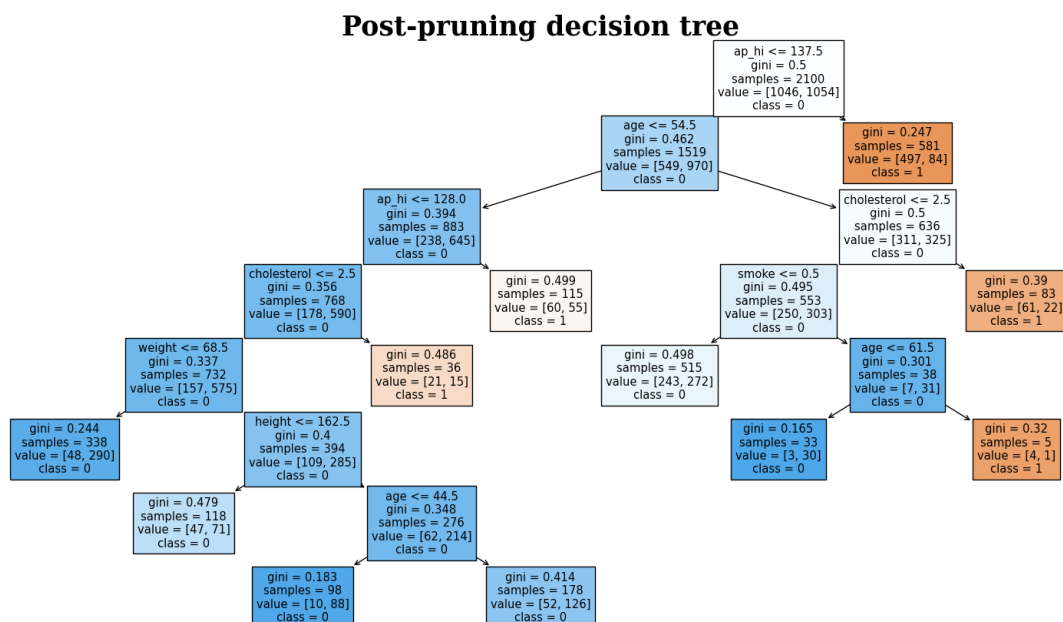 Post-pruning decision tree
ap_hi <= 137.5
gini = 0.5
samples = 2100
value = [1046, 1054]
class = 0
age <= 54.5
gini = 0.462
samples = 1519
value = [549, 970]
class = 0
gini = 0.247
samples = 581
value = [497, 84]
class = 1
ap_hi <= 128.0
gini = 0.394
samples = 883
value = [238, 645]
class = 0
cholesterol <= 2.5
gini = 0.5
samples = 636
value = [311, 325]
class = 0
cholesterol <= 2.5
gini = 0.356
samples = 768
value = [178, 590]
class = 0
gini = 0.499
samples = 115
value = [60, 55]
class = 1
smoke <= 0.5
gini = 0.495
samples = 553
value = [250, 303]
class = 0
gini = 0.39
samples = 83
value = [61, 22]
class = 1
weight <= 68.5
gini = 0.337
samples = 732
value = [157, 575]
class = 0
gini = 0.486
samples = 36
value = [21, 15]
class = 1
gini = 0.498
samples = 515
value = [243, 272]
class = 0
age <= 61.5
gini = 0.301
samples = 38
value = [7, 31]
class = 0
gini = 0.244
samples = 338
value = [48, 290]
class = 0
height <= 162.5
gini = 0.4
samples = 394
value = [109, 285]
class = 0
gini = 0.165
samples = 33
value = [3, 30]
class = 0
gini = 0.32
samples = 5
value = [4, 1]
class = 1
gini = 0.479
samples = 118
value = [47, 71]
class = 0
age <= 44.5
gini = 0.348
samples = 276
value = [62, 214]
class = 0
gini = 0.183
samples = 98
value = [10, 88]
class = 0
gini = 0.414
samples = 178
value = [52, 126]
class = 0